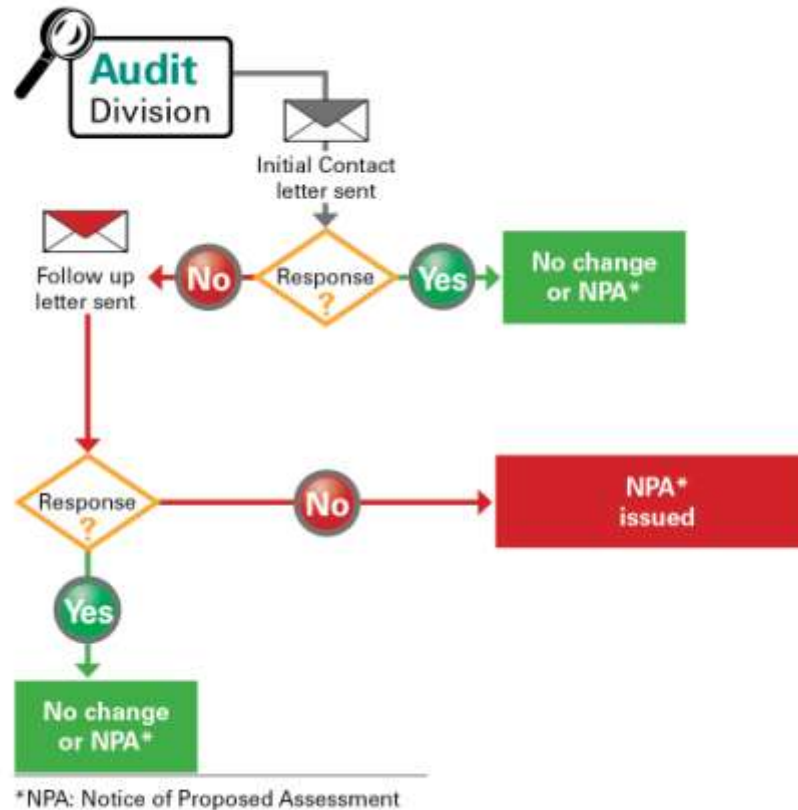 Audit
Division
Initial Contact
letter sent
Response
?
Yes
No change
or NPA*
No
Follow up
letter sent
Response
?
No
NPA*
issued
Yes
No change
or NPA*
*NPA: Notice of Proposed Assessment